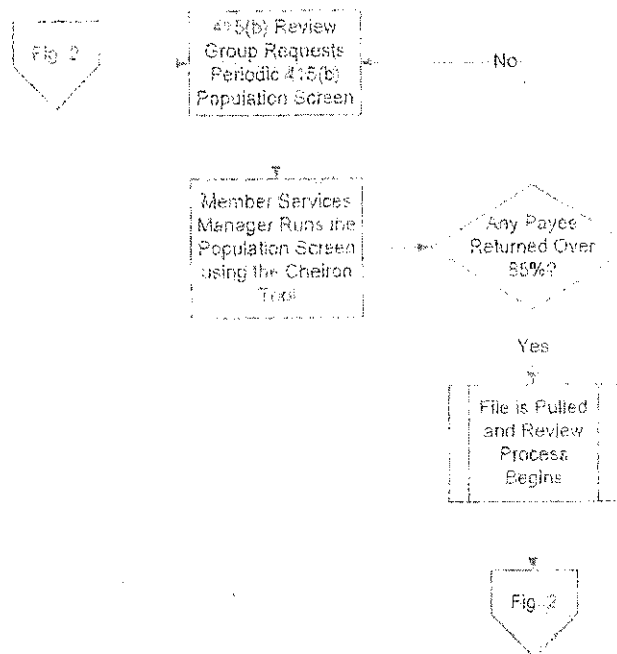 Fig. 2
415(b) Review
Group Requests
Periodic 415(b)
Population Screen
No
Member Services
Manager Runs the
Population Screen
using the Cheiron
Tool
Any Payee
Returned Over
85%?
Yes
File is Pulled
and Review
Process
Begins
Fig. 2